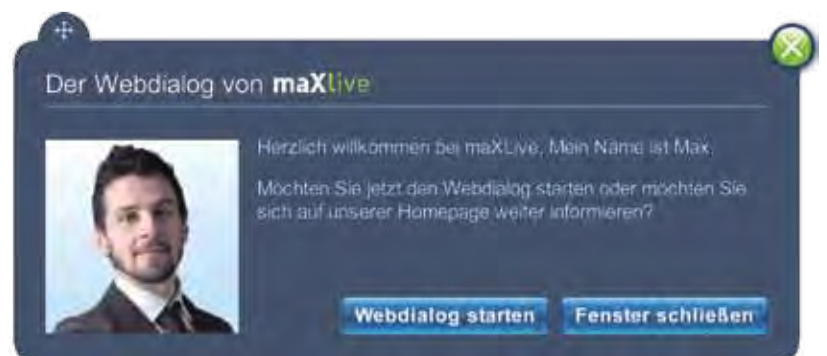 Der Webdialog von maXlive
Herzlich willkommen bei maXLive, Mein Name ist Max.
Möchten Sie jetzt den Webdialog starten oder möchten Sie
sich auf unserer Homepage weiter informieren?
Webdialog starten
Fenster schließen